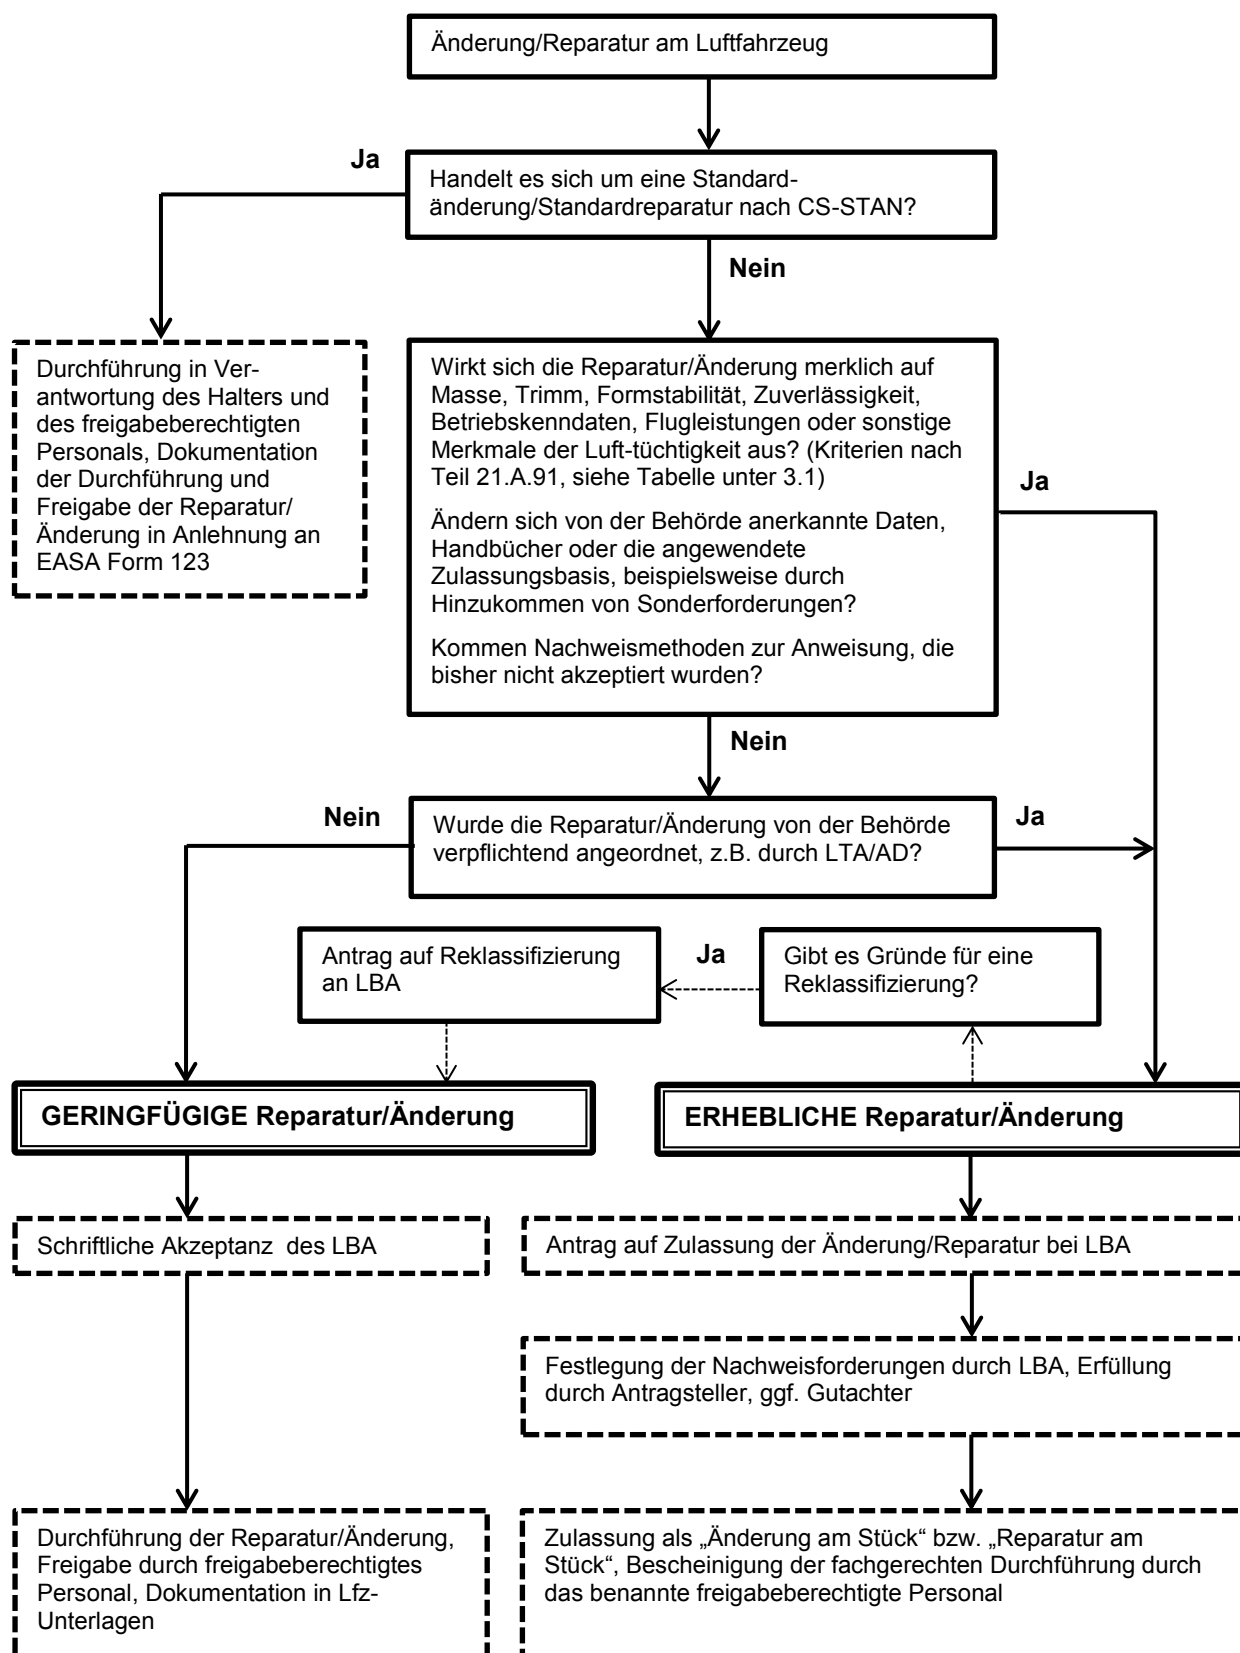 Änderung/Reparatur am Luftfahrzeug
Ja
Handelt es sich um eine Standard-
änderung/Standardreparatur nach CS-STAN?
Nein
Durchführung in Ver-
antwortung des Halters und
des freigabeberechtigten
Personals, Dokumentation
der Durchführung und
Freigabe der Reparatur/
Änderung in Anlehnung an
EASA Form 123
Wirkt sich die Reparatur/Änderung merklich auf
Masse, Trimm, Formstabilität, Zuverlässigkeit,
Betriebskenndaten, Flugleistungen oder sonstige
Merkmale der Luft-tüchtigkeit aus? (Kriterien nach
Teil 21.A.91, siehe Tabelle unter 3.1)
Ändern sich von der Behörde anerkannte Daten,
Handbücher oder die angewendete
Zulassungsbasis, beispielsweise durch
Hinzukommen von Sonderforderungen?
Kommen Nachweismethoden zur Anweisung, die
bisher nicht akzeptiert wurden?
Ja
Nein
Nein
Wurde die Reparatur/Änderung von der Behörde
verpflichtend angeordnet, z.B. durch LTA/AD?
Ja
Antrag auf Reklassifizierung
an LBA
Ja
Gibt es Gründe für eine
Reklassifizierung?
GERINGFÜGIGE Reparatur/Änderung
ERHEBLICHE Reparatur/Änderung
Schriftliche Akzeptanz  des LBA
Antrag auf Zulassung der Änderung/Reparatur bei LBA
Festlegung der Nachweisforderungen durch LBA, Erfüllung
durch Antragsteller, ggf. Gutachter
Durchführung der Reparatur/Änderung,
Freigabe durch freigabeberechtigtes
Personal, Dokumentation in Lfz-
Unterlagen
Zulassung als „Änderung am Stück“ bzw. „Reparatur am
Stück“, Bescheinigung der fachgerechten Durchführung durch
das benannte freigabeberechtigte Personal